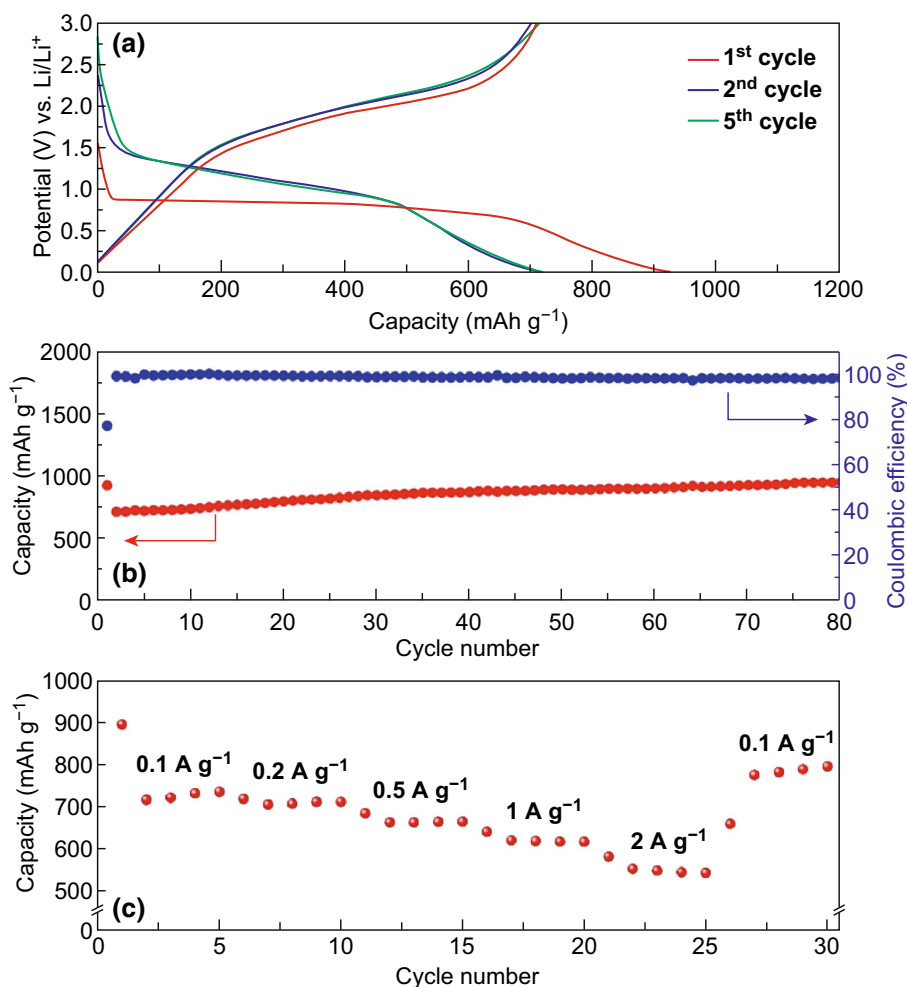 (a)
3.0
2.5
2.0
1.5
1.0
0.5
0.0
Potential (V) vs. Li/Li⁺
1ˢᵗ cycle
2ⁿᵈ cycle
5ᵗʰ cycle
0 200 400 600 800 1000 1200
Capacity (mAh g⁻¹)
2000
1750
1500
1000
750
500
0
Capacity (mAh g⁻¹)
100
80
60
50
40
20
0
Coulombic efficiency (%)
(b)
0 10 20 30 40 50 60 70 80
Cycle number
1000
900
800
700
600
500
0
Capacity (mAh g⁻¹)
0.1 A g⁻¹
0.2 A g⁻¹
0.5 A g⁻¹
1 A g⁻¹
2 A g⁻¹
0.1 A g⁻¹
(c)
0 5 10 15 20 25 30
Cycle number